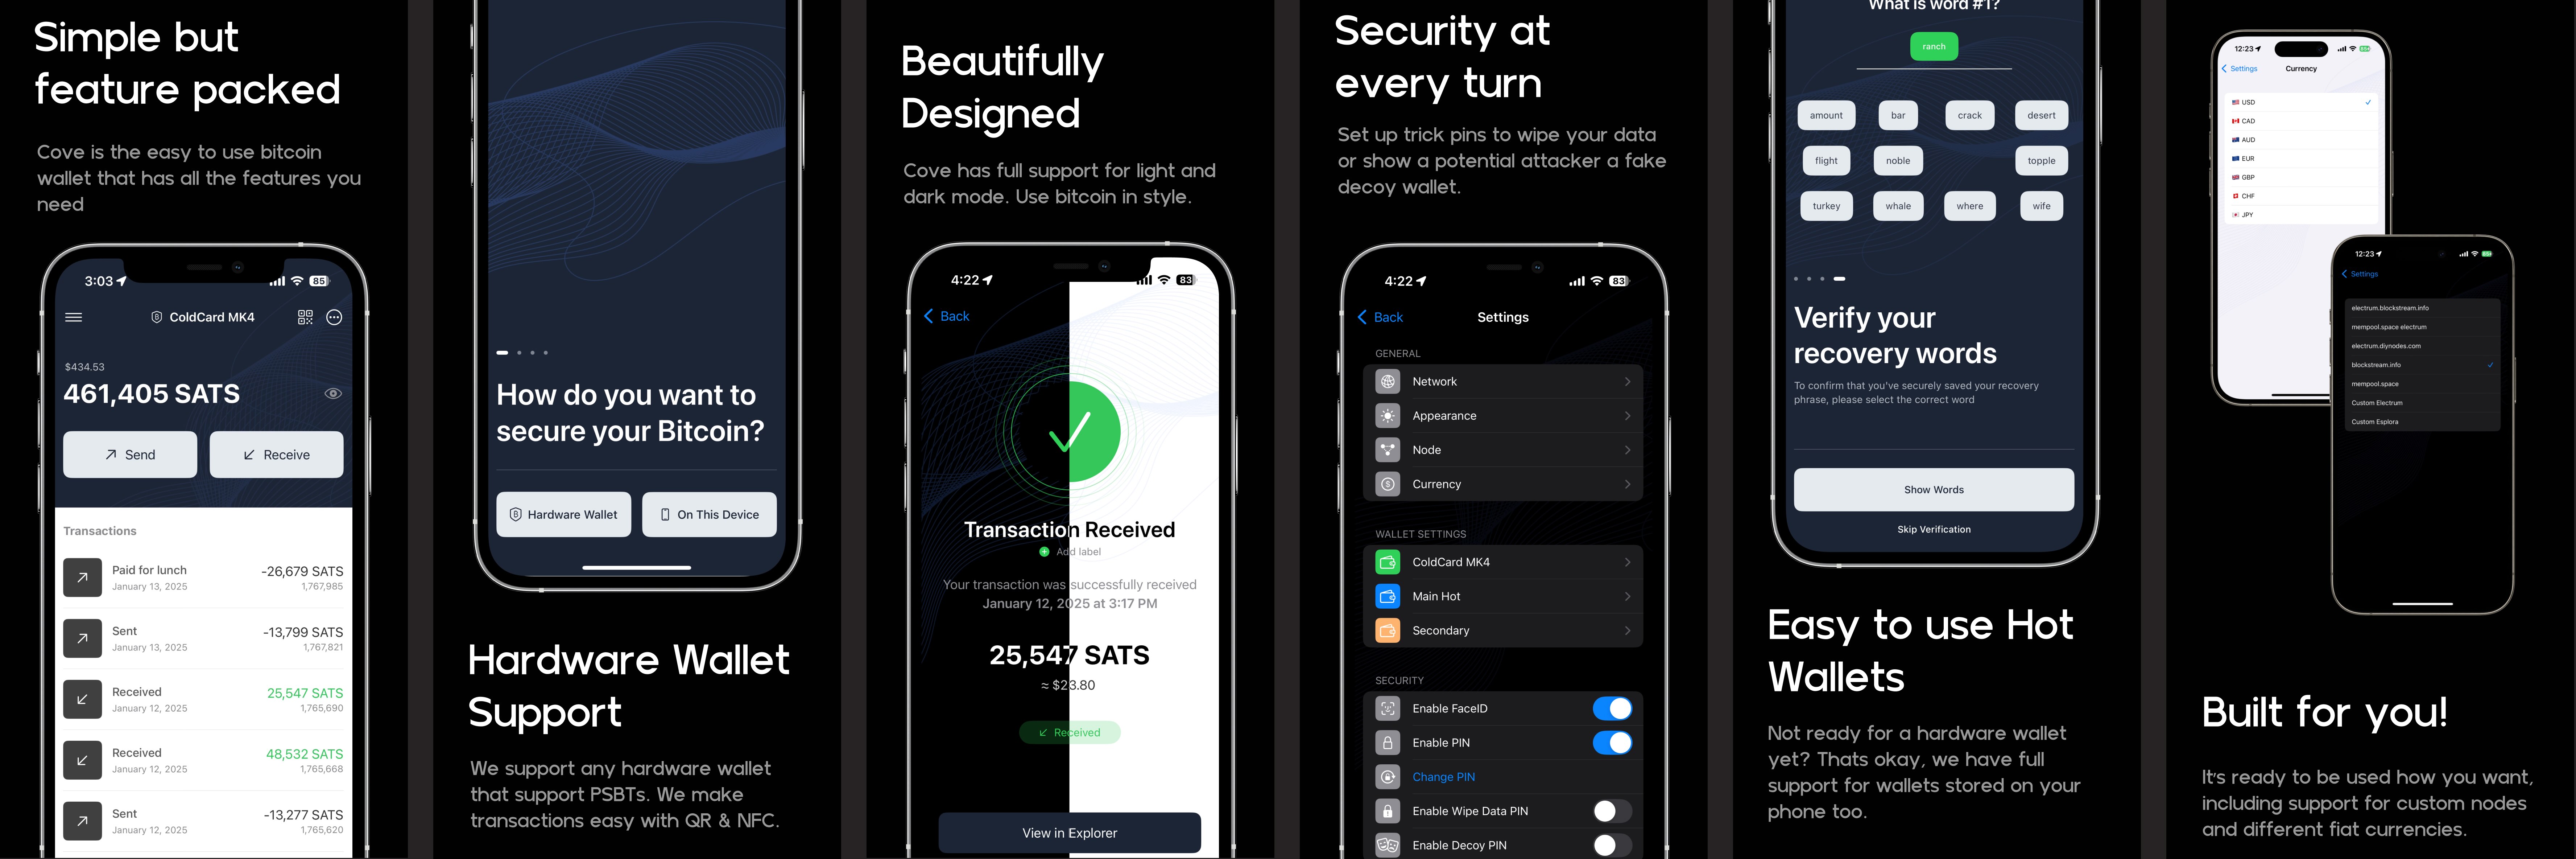 Simple but
feature packed
Cove is the easy to use bitcoin
wallet that has all the features you
need
3:03
85
ColdCard MK4
$434.53
461,405 SATS
Send
Receive
Transactions
Paid for lunch
-26,679 SATS
January 13, 2025
1,767,985
Sent
-13,799 SATS
January 13, 2025
1,767,821
Received
25,547 SATS
January 12, 2025
1,765,690
Received
48,532 SATS
January 12, 2025
1,765,668
Sent
-13,277 SATS
January 12, 2025
1,765,620
How do you want to
secure your Bitcoin?
Hardware Wallet
On This Device
Hardware Wallet
Support
We support any hardware wallet
that support PSBTs. We make
transactions easy with QR & NFC.
Beautifully
Designed
Cove has full support for light and
dark mode. Use bitcoin in style.
4:22
83
Back
Transaction Received
Add label
Your transaction was successfully received
January 12, 2025 at 3:17 PM
25,547 SATS
≈ $23.80
Received
View in Explorer
Security at
every turn
Set up trick pins to wipe your data
or show a potential attacker a fake
decoy wallet.
4:22
83
Back
Settings
GENERAL
Network
Appearance
Node
Currency
WALLET SETTINGS
ColdCard MK4
Main Hot
Secondary
SECURITY
Enable FaceID
Enable PIN
Change PIN
Enable Wipe Data PIN
Enable Decoy PIN
What is word #1?
ranch
amount
bar
crack
desert
flight
noble
topple
turkey
whale
where
wife
Verify your
recovery words
To confirm that you've securely saved your recovery
phrase, please select the correct word
Show Words
Skip Verification
Easy to use Hot
Wallets
Not ready for a hardware wallet
yet? Thats okay, we have full
support for wallets stored on your
phone too.
12:23
Settings
Currency
USD
CAD
AUD
EUR
GBP
CHF
JPY
12:23
Settings
electrum.blockstream.info
mempool.space electrum
electrum.diynodes.com
blockstream.info
mempool.space
Custom Electrum
Custom Esplora
Built for you!
It's ready to be used how you want,
including support for custom nodes
and different fiat currencies.